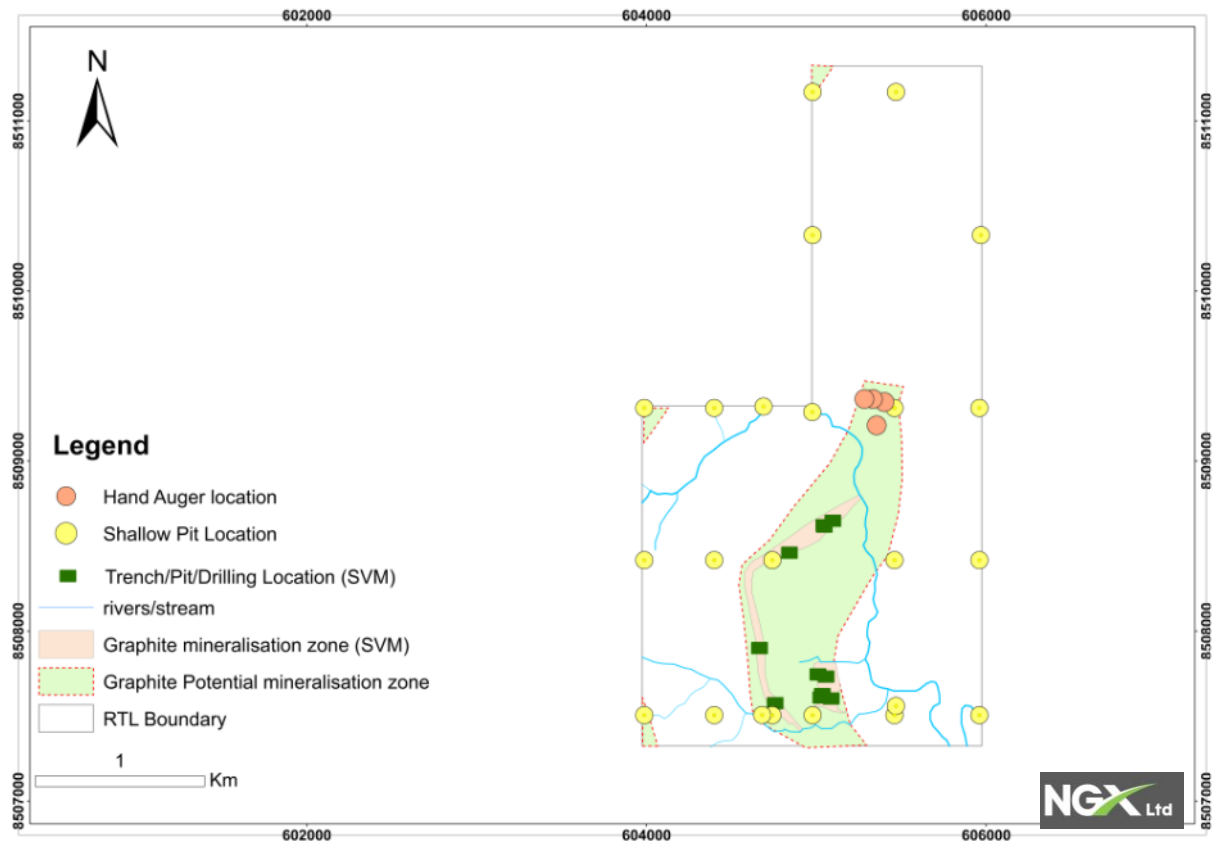 602000 604000 606000
N
8511000 8511000
8510000 8510000
8509000 8509000
8508000 8508000
8507000 8507000
Legend
Hand Auger location
Shallow Pit Location
Trench/Pit/Drilling Location (SVM)
rivers/stream
Graphite mineralisation zone (SVM)
Graphite Potential mineralisation zone
RTL Boundary
1
Km
NGX Ltd
602000 604000 606000